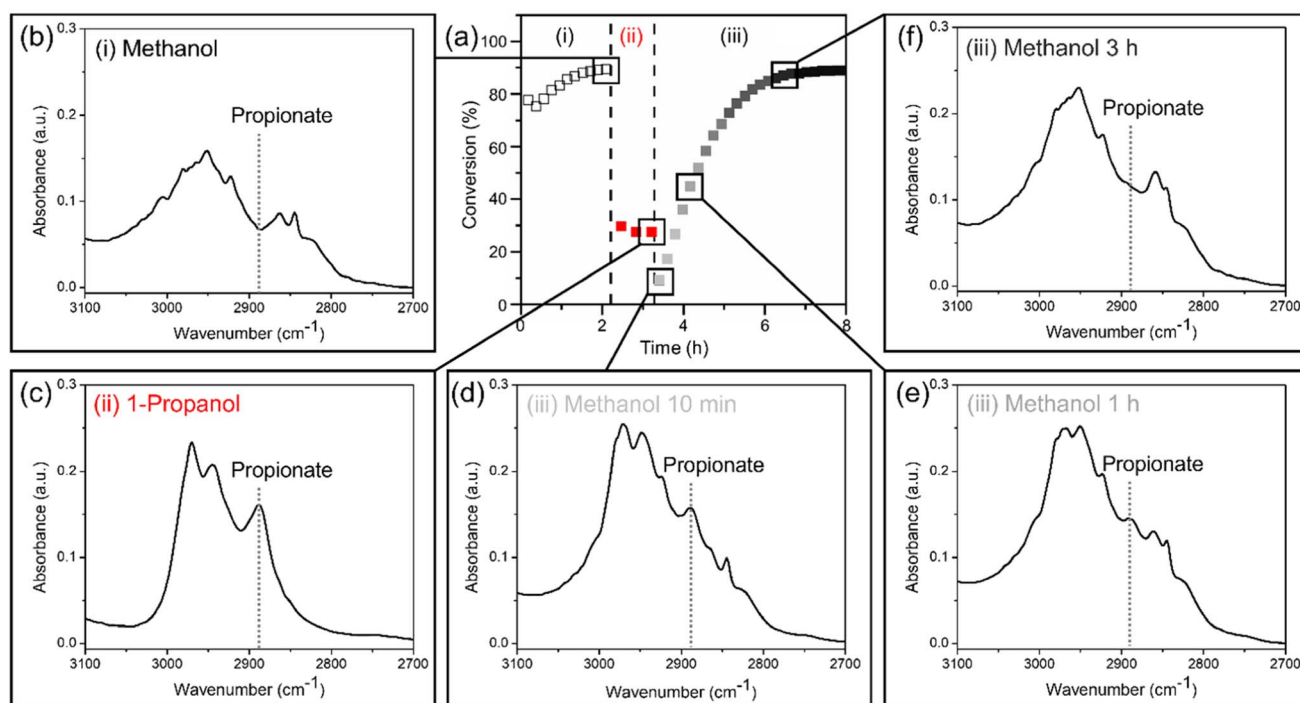 (b)
(i) Methanol
Propionate
Absorbance (a.u.)
0.3
0.2
0.1
0.0
3100
3000
2900
2800
2700
Wavenumber (cm⁻¹)
(a)
(i)
(ii)
(iii)
Conversion (%)
100
80
60
40
20
0
0
2
4
6
8
Time (h)
(f)
(iii) Methanol 3 h
Propionate
Absorbance (a.u.)
0.3
0.2
0.1
0.0
3100
3000
2900
2800
2700
Wavenumber (cm⁻¹)
(c)
(ii) 1-Propanol
Propionate
Absorbance (a.u.)
0.3
0.2
0.1
0.0
3100
3000
2900
2800
2700
Wavenumber (cm⁻¹)
(d)
(iii) Methanol 10 min
Propionate
Absorbance (a.u.)
0.3
0.2
0.1
0.0
3100
3000
2900
2800
2700
Wavenumber (cm⁻¹)
(e)
(iii) Methanol 1 h
Propionate
Absorbance (a.u.)
0.3
0.2
0.1
0.0
3100
3000
2900
2800
2700
Wavenumber (cm⁻¹)